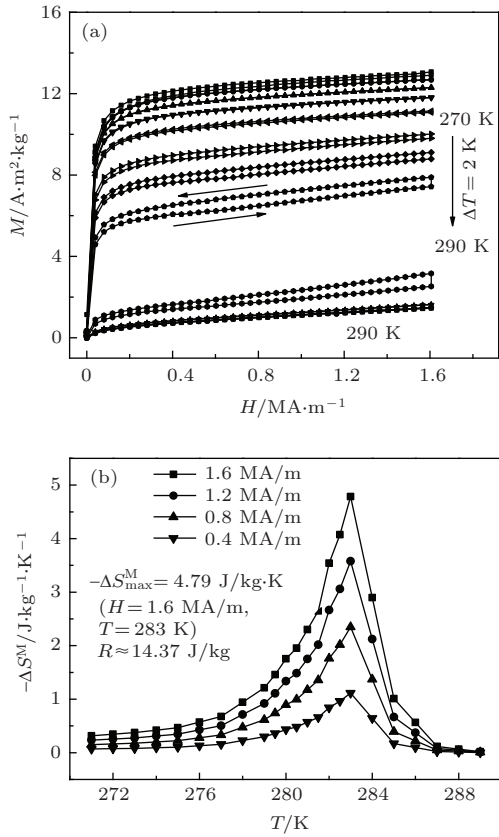 (a)
16
12
8
4
0
M/A·m²·kg⁻¹
270 K
ΔT = 2 K
290 K
290 K
0 0.4 0.8 1.2 1.6
H/MA·m⁻¹
(b)
1.6 MA/m
1.2 MA/m
0.8 MA/m
0.4 MA/m
−ΔSᴹmax = 4.79 J/kg·K
(H = 1.6 MA/m,
T = 283 K)
R≈14.37 J/kg
5
4
3
2
1
0
−ΔSᴹ/J·kg⁻¹·K⁻¹
272 276 280 284 288
T/K